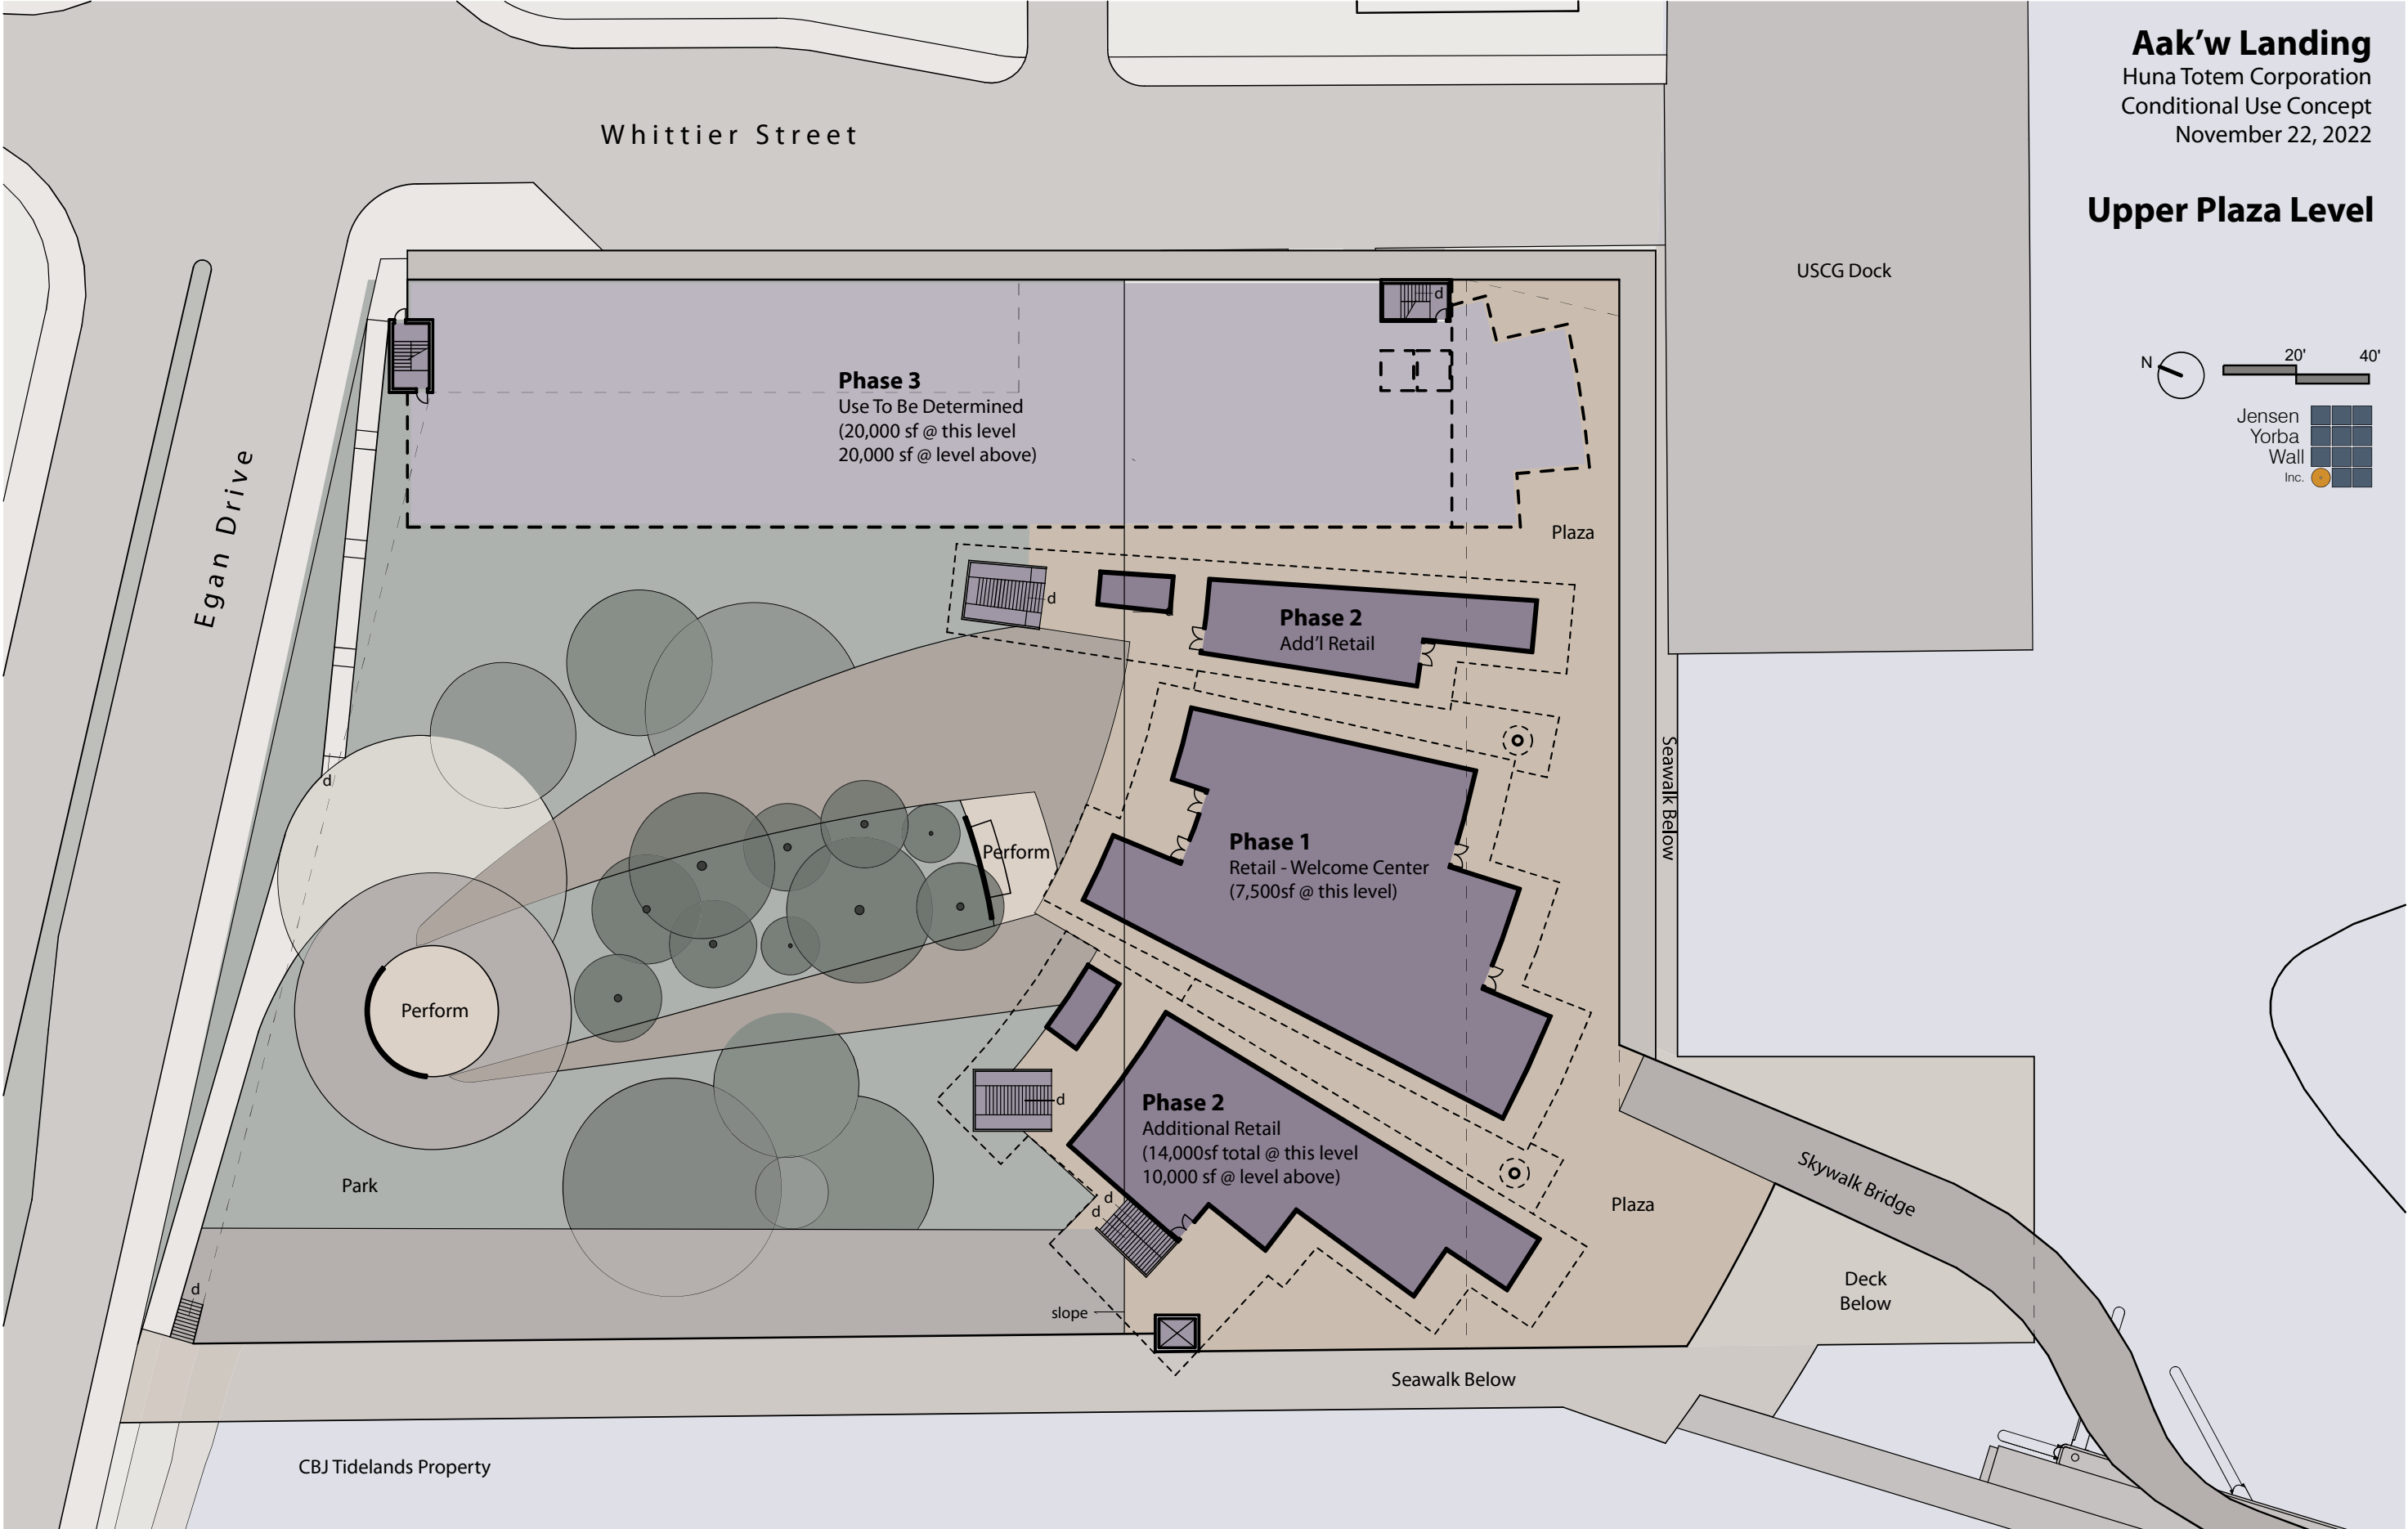 Aak’w Landing
Huna Totem Corporation
Conditional Use Concept
November 22, 2022
Upper Plaza Level
Whittier Street
USCG Dock
N
20'
40'
Jensen
Yorba
Wall
Inc.
d
Phase 3
Use To Be Determined
(20,000 sf @ this level
20,000 sf @ level above)
Egan Drive
Plaza
d
Phase 2
Add’l Retail
Seawalk Below
d
Perform
Phase 1
Retail - Welcome Center
(7,500sf @ this level)
Perform
d
Phase 2
Additional Retail
(14,000sf total @ this level
10,000 sf @ level above)
Park
d
d
Plaza
Skywalk Bridge
Deck
Below
d
slope
Seawalk Below
CBJ Tidelands Property